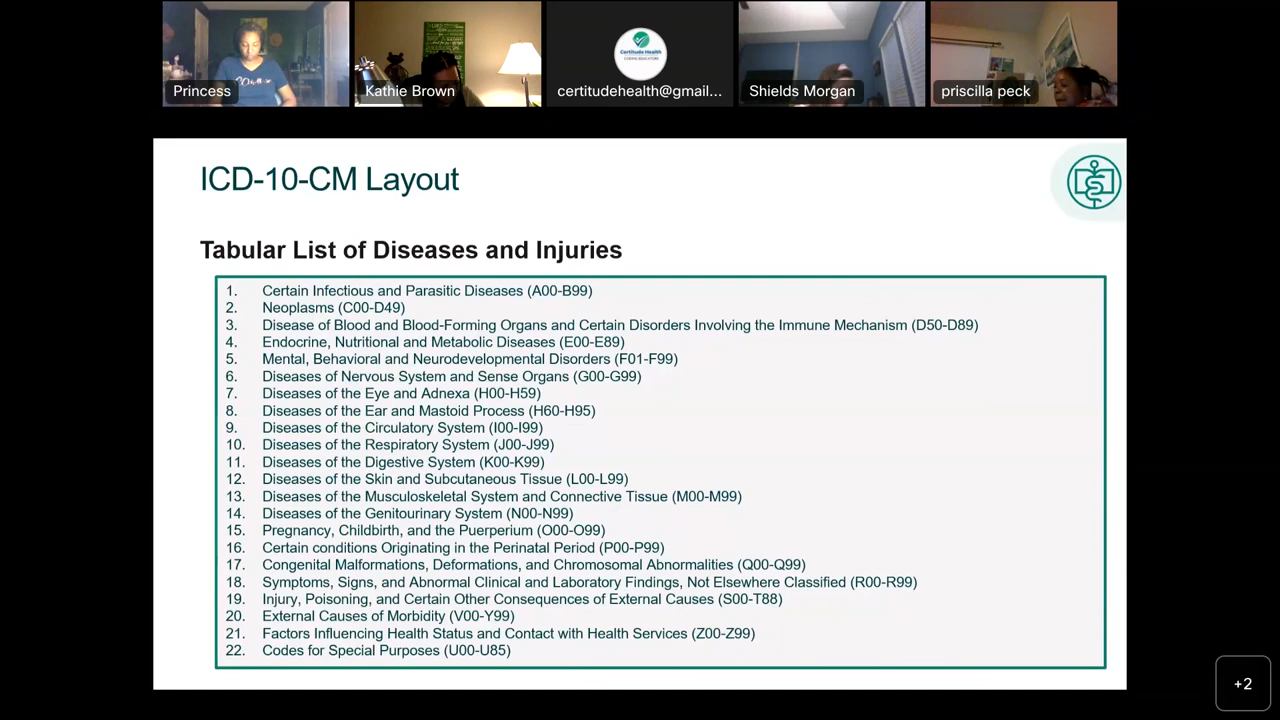 Princess
Kathie Brown
Certitude Health
CODING EDUCATORS
certitudehealth@gmail...
Shields Morgan
priscilla peck
ICD-10-CM Layout
Tabular List of Diseases and Injuries
1. Certain Infectious and Parasitic Diseases (A00-B99)
2. Neoplasms (C00-D49)
3. Disease of Blood and Blood-Forming Organs and Certain Disorders Involving the Immune Mechanism (D50-D89)
4. Endocrine, Nutritional and Metabolic Diseases (E00-E89)
5. Mental, Behavioral and Neurodevelopmental Disorders (F01-F99)
6. Diseases of Nervous System and Sense Organs (G00-G99)
7. Diseases of the Eye and Adnexa (H00-H59)
8. Diseases of the Ear and Mastoid Process (H60-H95)
9. Diseases of the Circulatory System (I00-I99)
10. Diseases of the Respiratory System (J00-J99)
11. Diseases of the Digestive System (K00-K99)
12. Diseases of the Skin and Subcutaneous Tissue (L00-L99)
13. Diseases of the Musculoskeletal System and Connective Tissue (M00-M99)
14. Diseases of the Genitourinary System (N00-N99)
15. Pregnancy, Childbirth, and the Puerperium (O00-O99)
16. Certain conditions Originating in the Perinatal Period (P00-P99)
17. Congenital Malformations, Deformations, and Chromosomal Abnormalities (Q00-Q99)
18. Symptoms, Signs, and Abnormal Clinical and Laboratory Findings, Not Elsewhere Classified (R00-R99)
19. Injury, Poisoning, and Certain Other Consequences of External Causes (S00-T88)
20. External Causes of Morbidity (V00-Y99)
21. Factors Influencing Health Status and Contact with Health Services (Z00-Z99)
22. Codes for Special Purposes (U00-U85)
+2